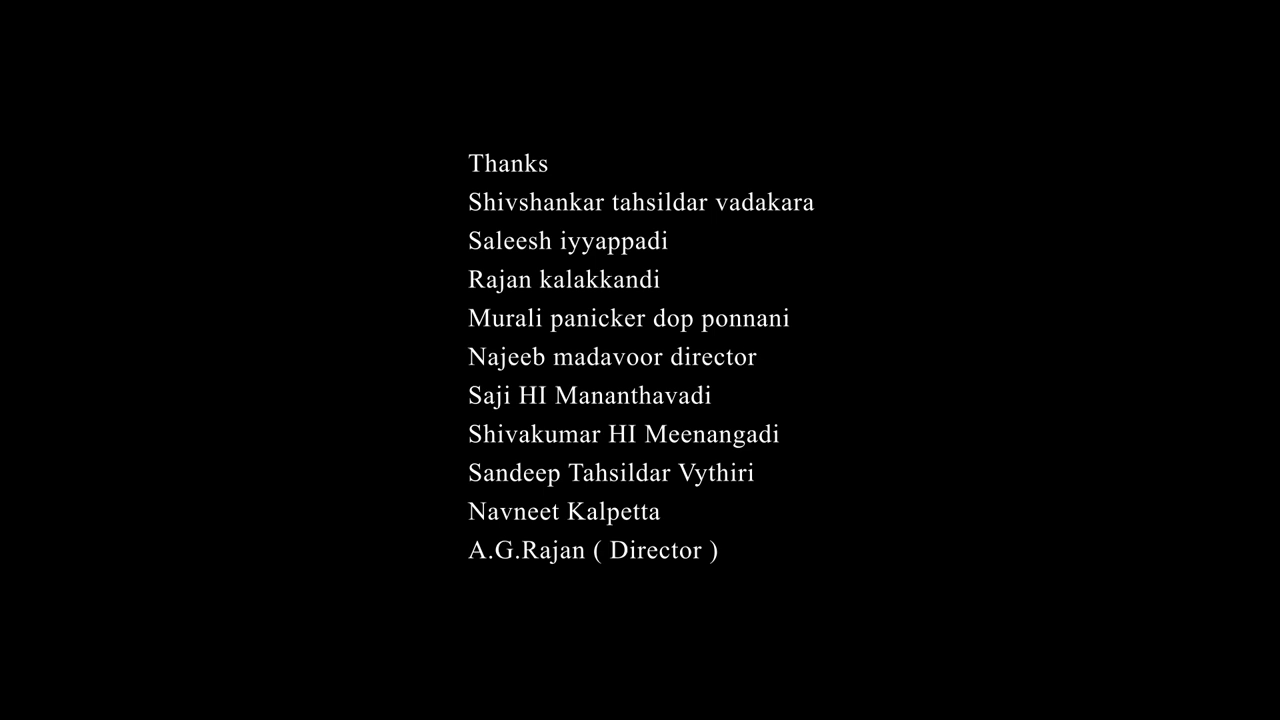 Thanks
Shivshankar tahsildar vadakara
Saleesh iyyappadi
Rajan kalakkandi
Murali panicker dop ponnani
Najeeb madavoor director
Saji HI Mananthavadi
Shivakumar HI Meenangadi
Sandeep Tahsildar Vythiri
Navneet Kalpetta
A.G.Rajan ( Director )